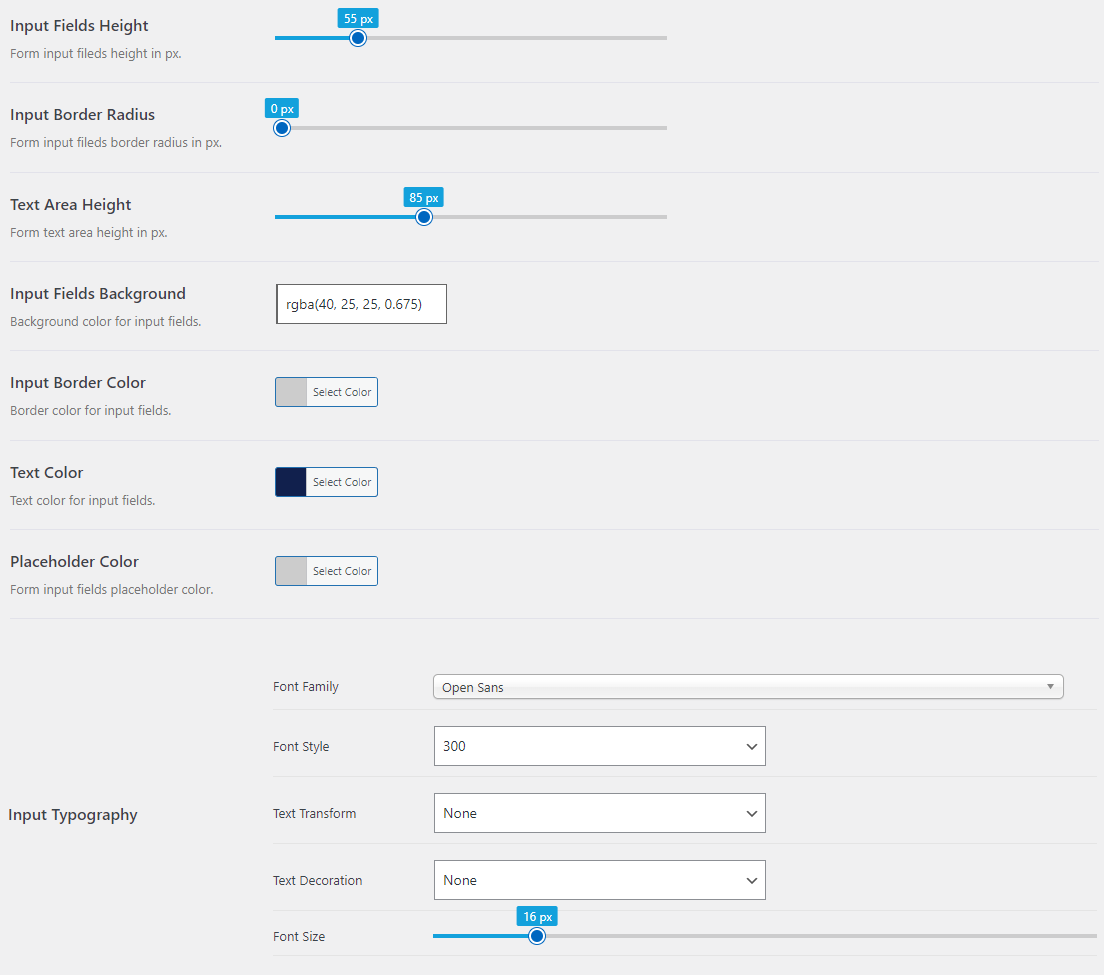 55 px
Input Fields Height
Form input fileds height in px.
0 px
Input Border Radius
Form input fileds border radius in px.
85 px
Text Area Height
Form text area height in px.
Input Fields Background
rgba(40, 25, 25, 0.675)
Background color for input fields.
Input Border Color
Select Color
Border color for input fields.
Text Color
Select Color
Text color for input fields.
Placeholder Color
Select Color
Form input fields placeholder color.
Font Family
Open Sans
Font Style
300
Input Typography
Text Transform
None
Text Decoration
None
16 px
Font Size